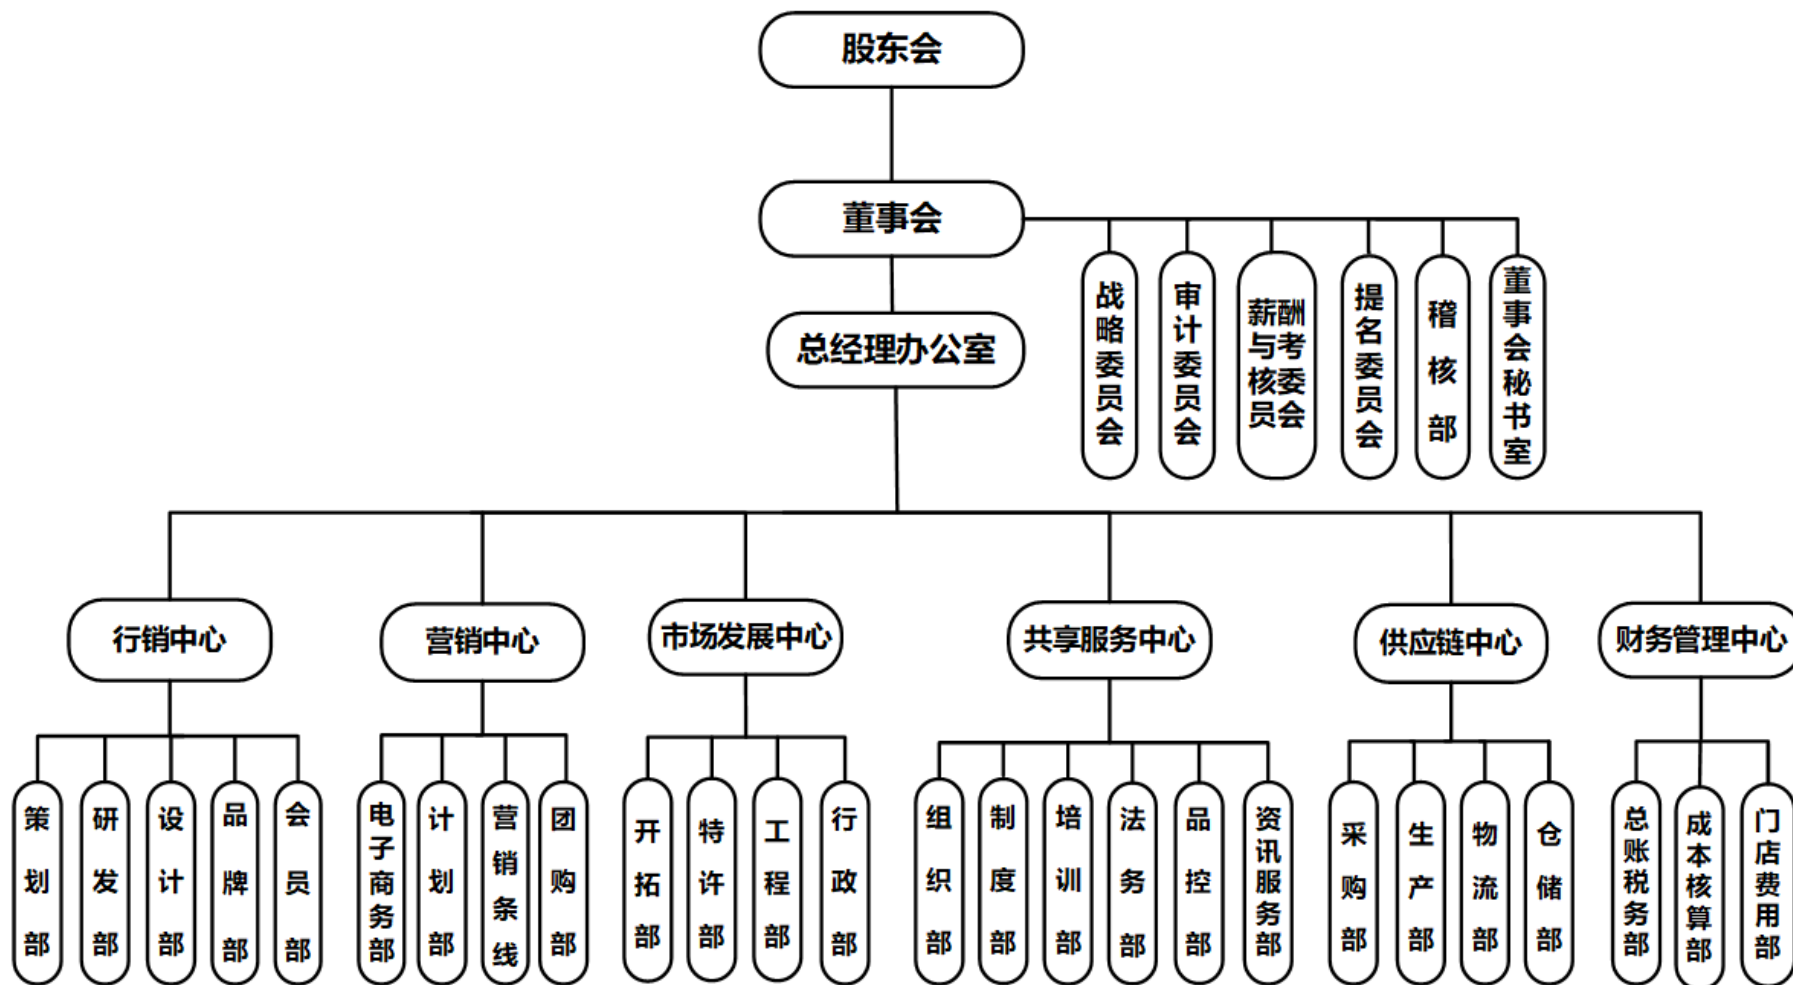 股东会
董事会
战略委员会
审计委员会
薪酬与考核委员会
提名委员会
稽核部
董事会秘书室
总经理办公室
行销中心
营销中心
市场发展中心
共享服务中心
供应链中心
财务管理中心
策划部
研发部
设计部
品牌部
会员部
电子商务部
计划部
营销条线
团购部
开拓部
特许部
工程部
行政部
组织部
制度部
培训部
法务部
品控部
资讯服务部
采购部
生产部
物流部
仓储部
总账税务部
成本核算部
门店费用部